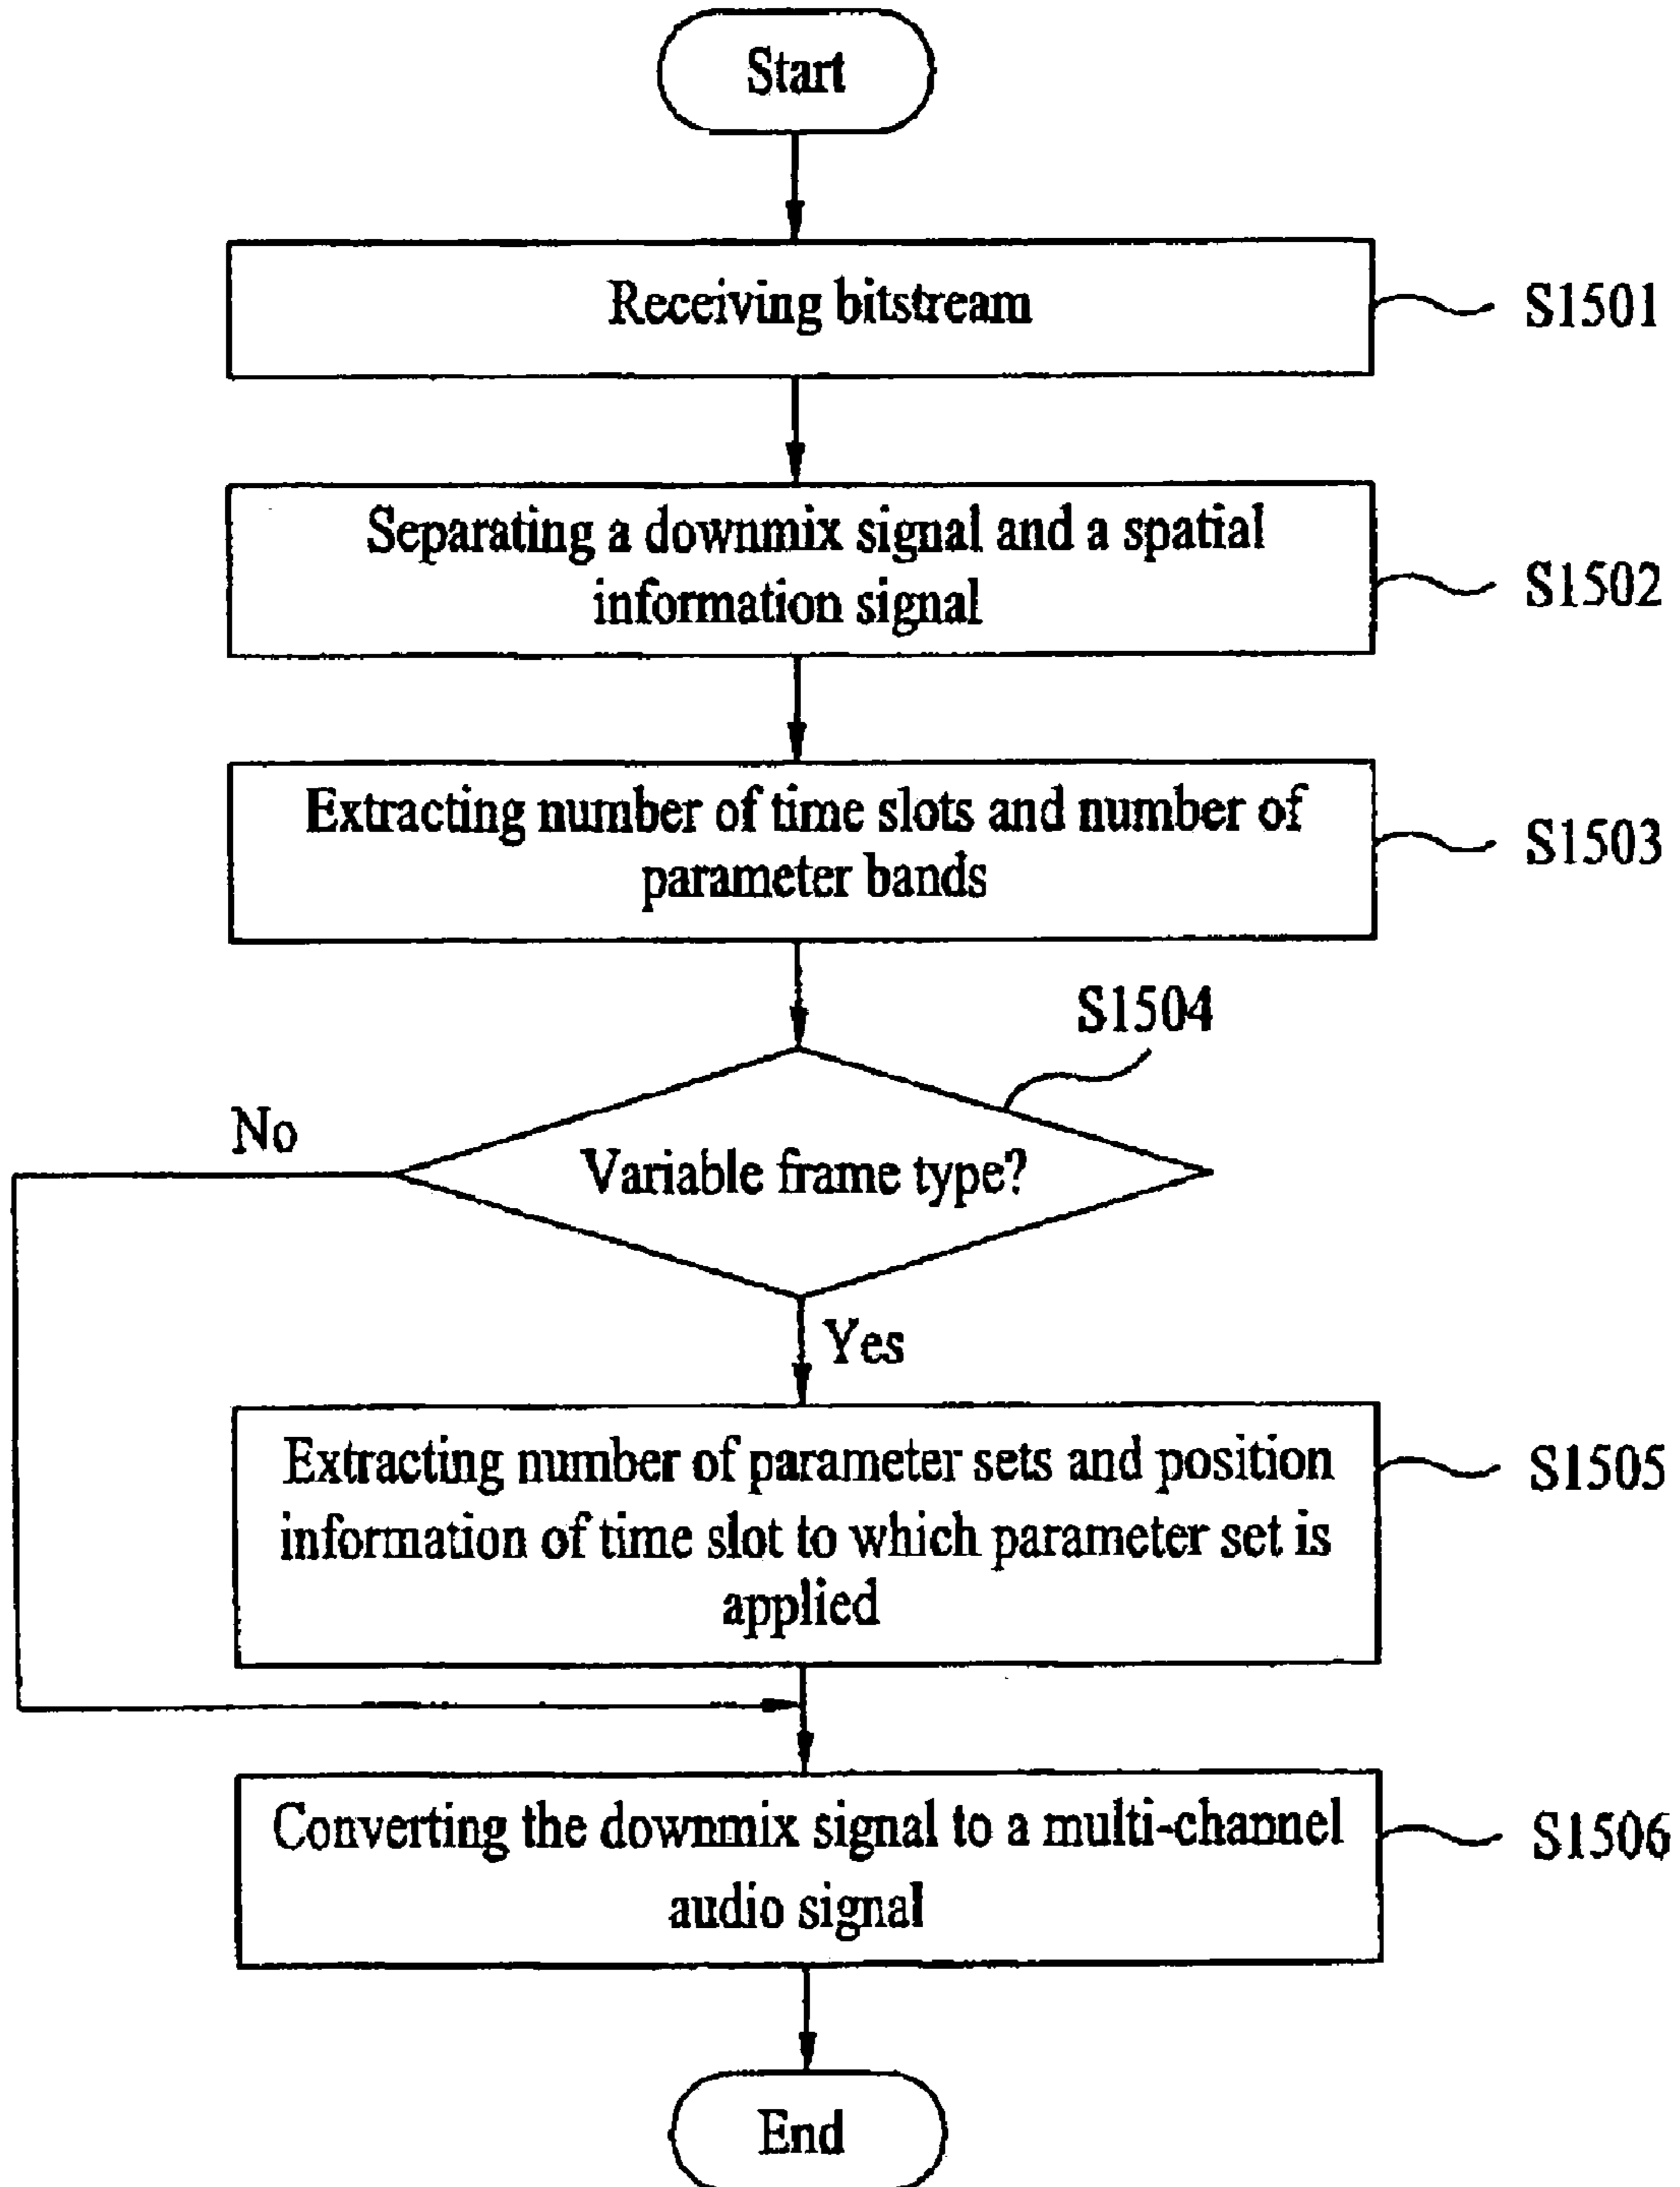 Start
Receiving bitstream
S1501
Separating a downmix signal and a spatial
information signal
S1502
Extracting number of time slots and number of
parameter bands
S1503
S1504
No
Variable frame type?
Yes
Extracting number of parameter sets and position
information of time slot to which parameter set is
applied
S1505
Converting the downmix signal to a multi-channel
audio signal
S1506
End